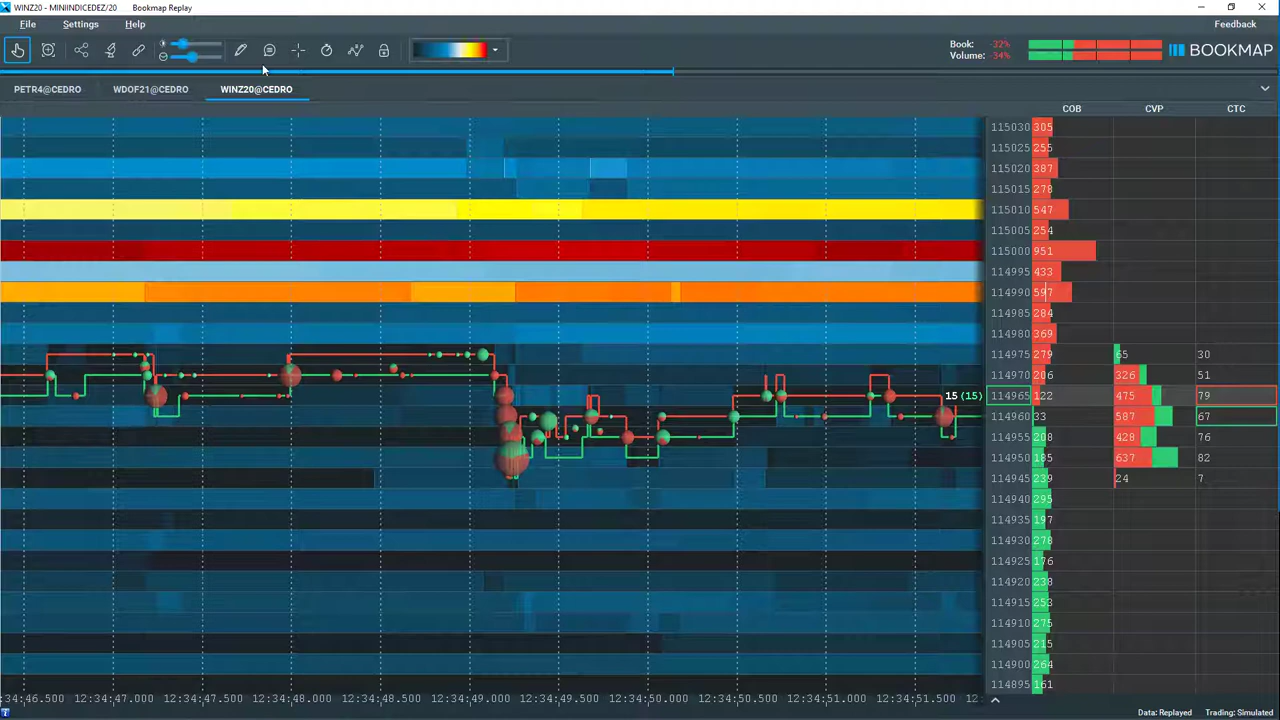 WINZ20 - MINIINDICEDEZ/20 Bookmap Replay
File Settings Help Feedback
Book: -32%
Volume: -34%
BOOKMAP
PETR4@CEDRO WDOF21@CEDRO WINZ20@CEDRO
COB CVP CTC
115030 305
115025 255
115020 387
115015 278
115010 547
115005 254
115000 951
114995 433
114990 597
114985 284
114980 369
114975 279 65 30
114970 206 326 51
15 (15) 114965 122 475 79
114960 33 587 67
114955 208 428 76
114950 185 637 82
114945 239 24 7
114940 295
114935 197
114930 278
114925 176
114920 238
114915 253
114910 275
114905 215
114900 264
114895 161
:34:46.500 12:34:47.000 12:34:47.500 12:34:48.000 12:34:48.500 12:34:49.000 12:34:49.500 12:34:50.000 12:34:50.500 12:34:51.000 12:34:51.500 12:
Data: Replayed Trading: Simulated